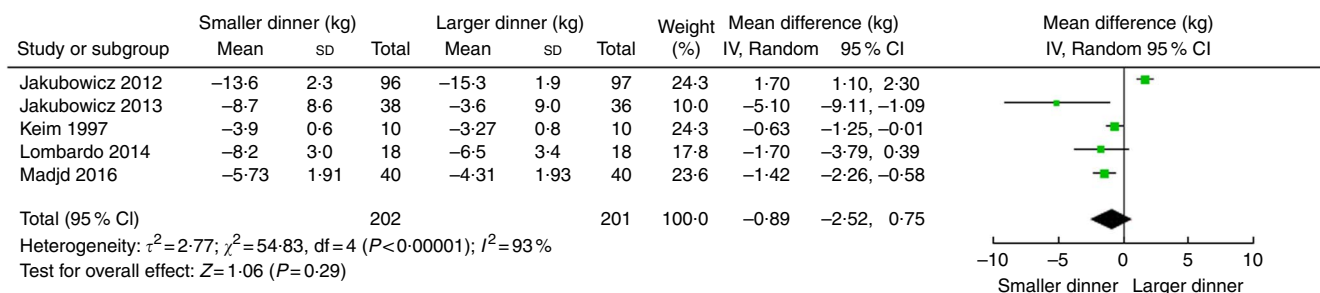 Smaller dinner (kg) Larger dinner (kg) Weight Mean difference (kg) Mean difference (kg)
Study or subgroup Mean SD Total Mean SD Total (%) IV, Random 95 % CI IV, Random 95 % CI
Jakubowicz 2012 −13·6 2·3 96 −15·3 1·9 97 24·3 1·70 1·10, 2·30
Jakubowicz 2013 −8·7 8·6 38 −3·6 9·0 36 10·0 −5·10 −9·11, −1·09
Keim 1997 −3·9 0·6 10 −3·27 0·8 10 24·3 −0·63 −1·25, −0·01
Lombardo 2014 −8·2 3·0 18 −6·5 3·4 18 17·8 −1·70 −3·79, 0·39
Madjd 2016 −5·73 1·91 40 −4·31 1·93 40 23·6 −1·42 −2·26, −0·58
Total (95 % CI) 202 201 100·0 −0·89 −2·52, 0·75
Heterogeneity: τ²=2·77; χ²=54·83, df=4 (P<0·00001); I²=93 %
Test for overall effect: Z=1·06 (P=0·29)
−10 −5 0 5 10
Smaller dinner Larger dinner